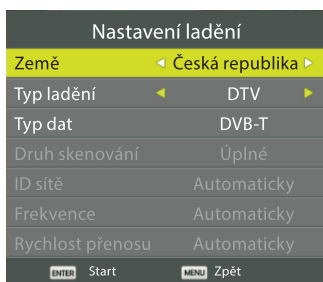 Nastavení ladění
Země Česká republika
Typ ladění DTV
Typ dat DVB-T
Druh skenování Úplné
ID sítě Automaticky
Frekvence Automaticky
Rychlost přenosu Automaticky
ENTER Start MENU Zpět